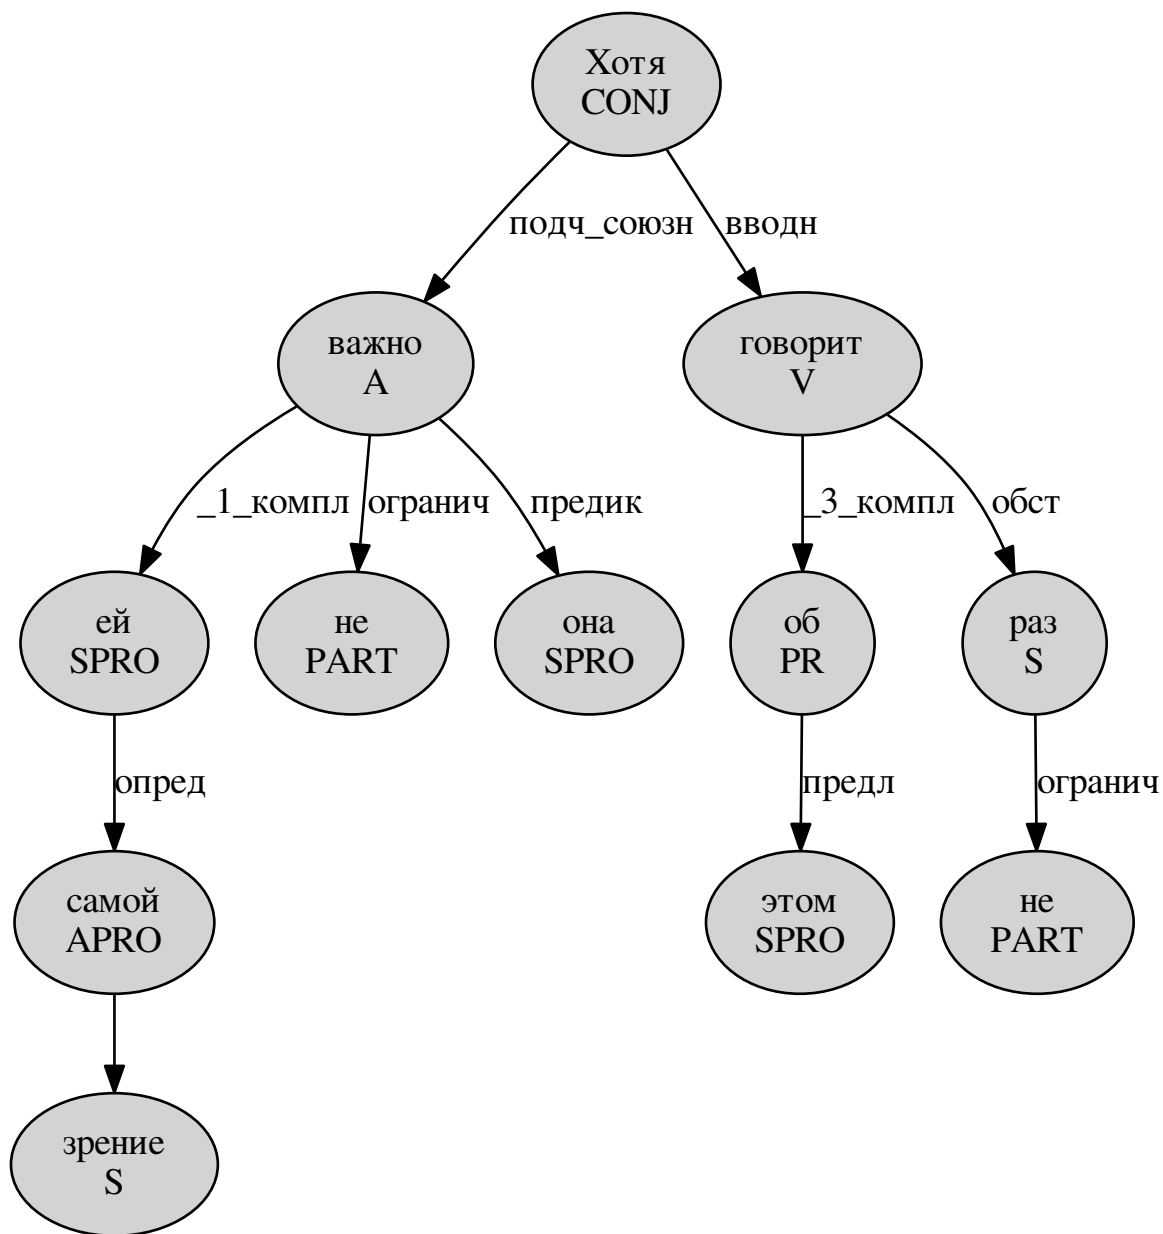 Хотя
CONJ
подч_союзн
вводн
важно
A
говорит
V
_1_компл
огранич
предик
_3_компл
обст
ей
SPRO
не
PART
она
SPRO
об
PR
раз
S
опред
предл
огранич
самой
APRO
этом
SPRO
не
PART
зрение
S